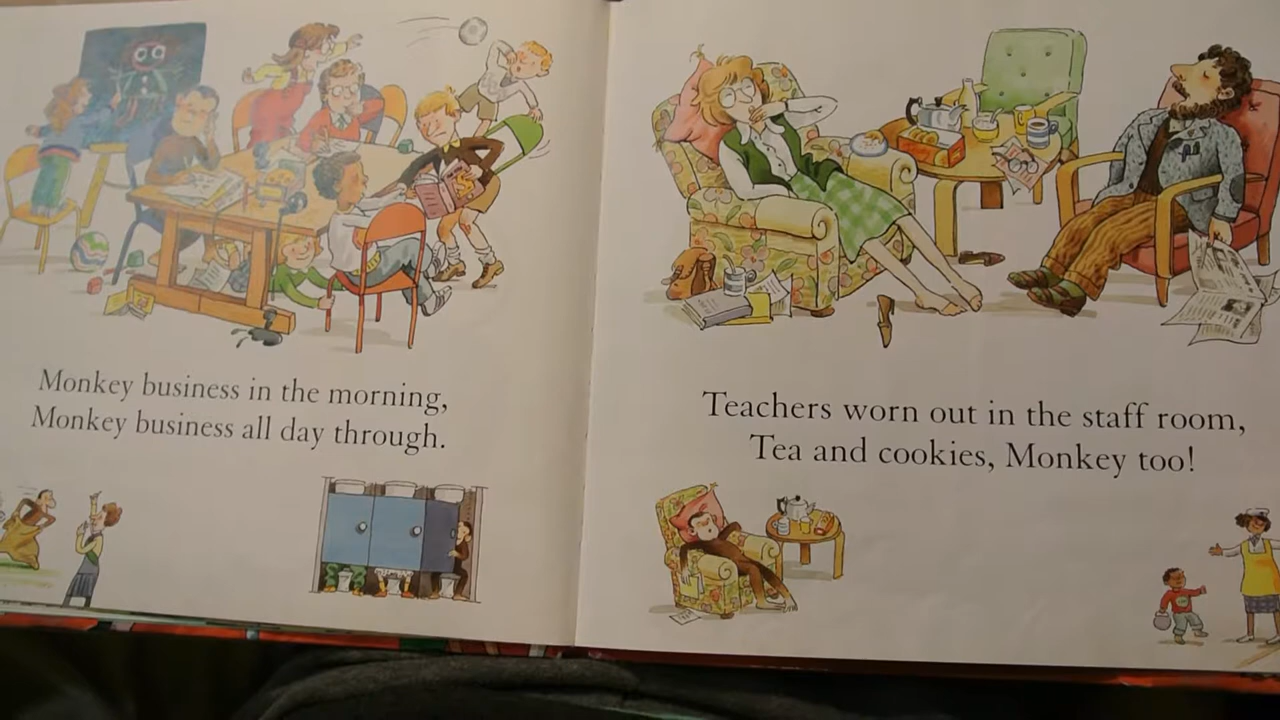 Monkey business in the morning,
Monkey business all day through.
Teachers worn out in the staff room,
Tea and cookies, Monkey too!